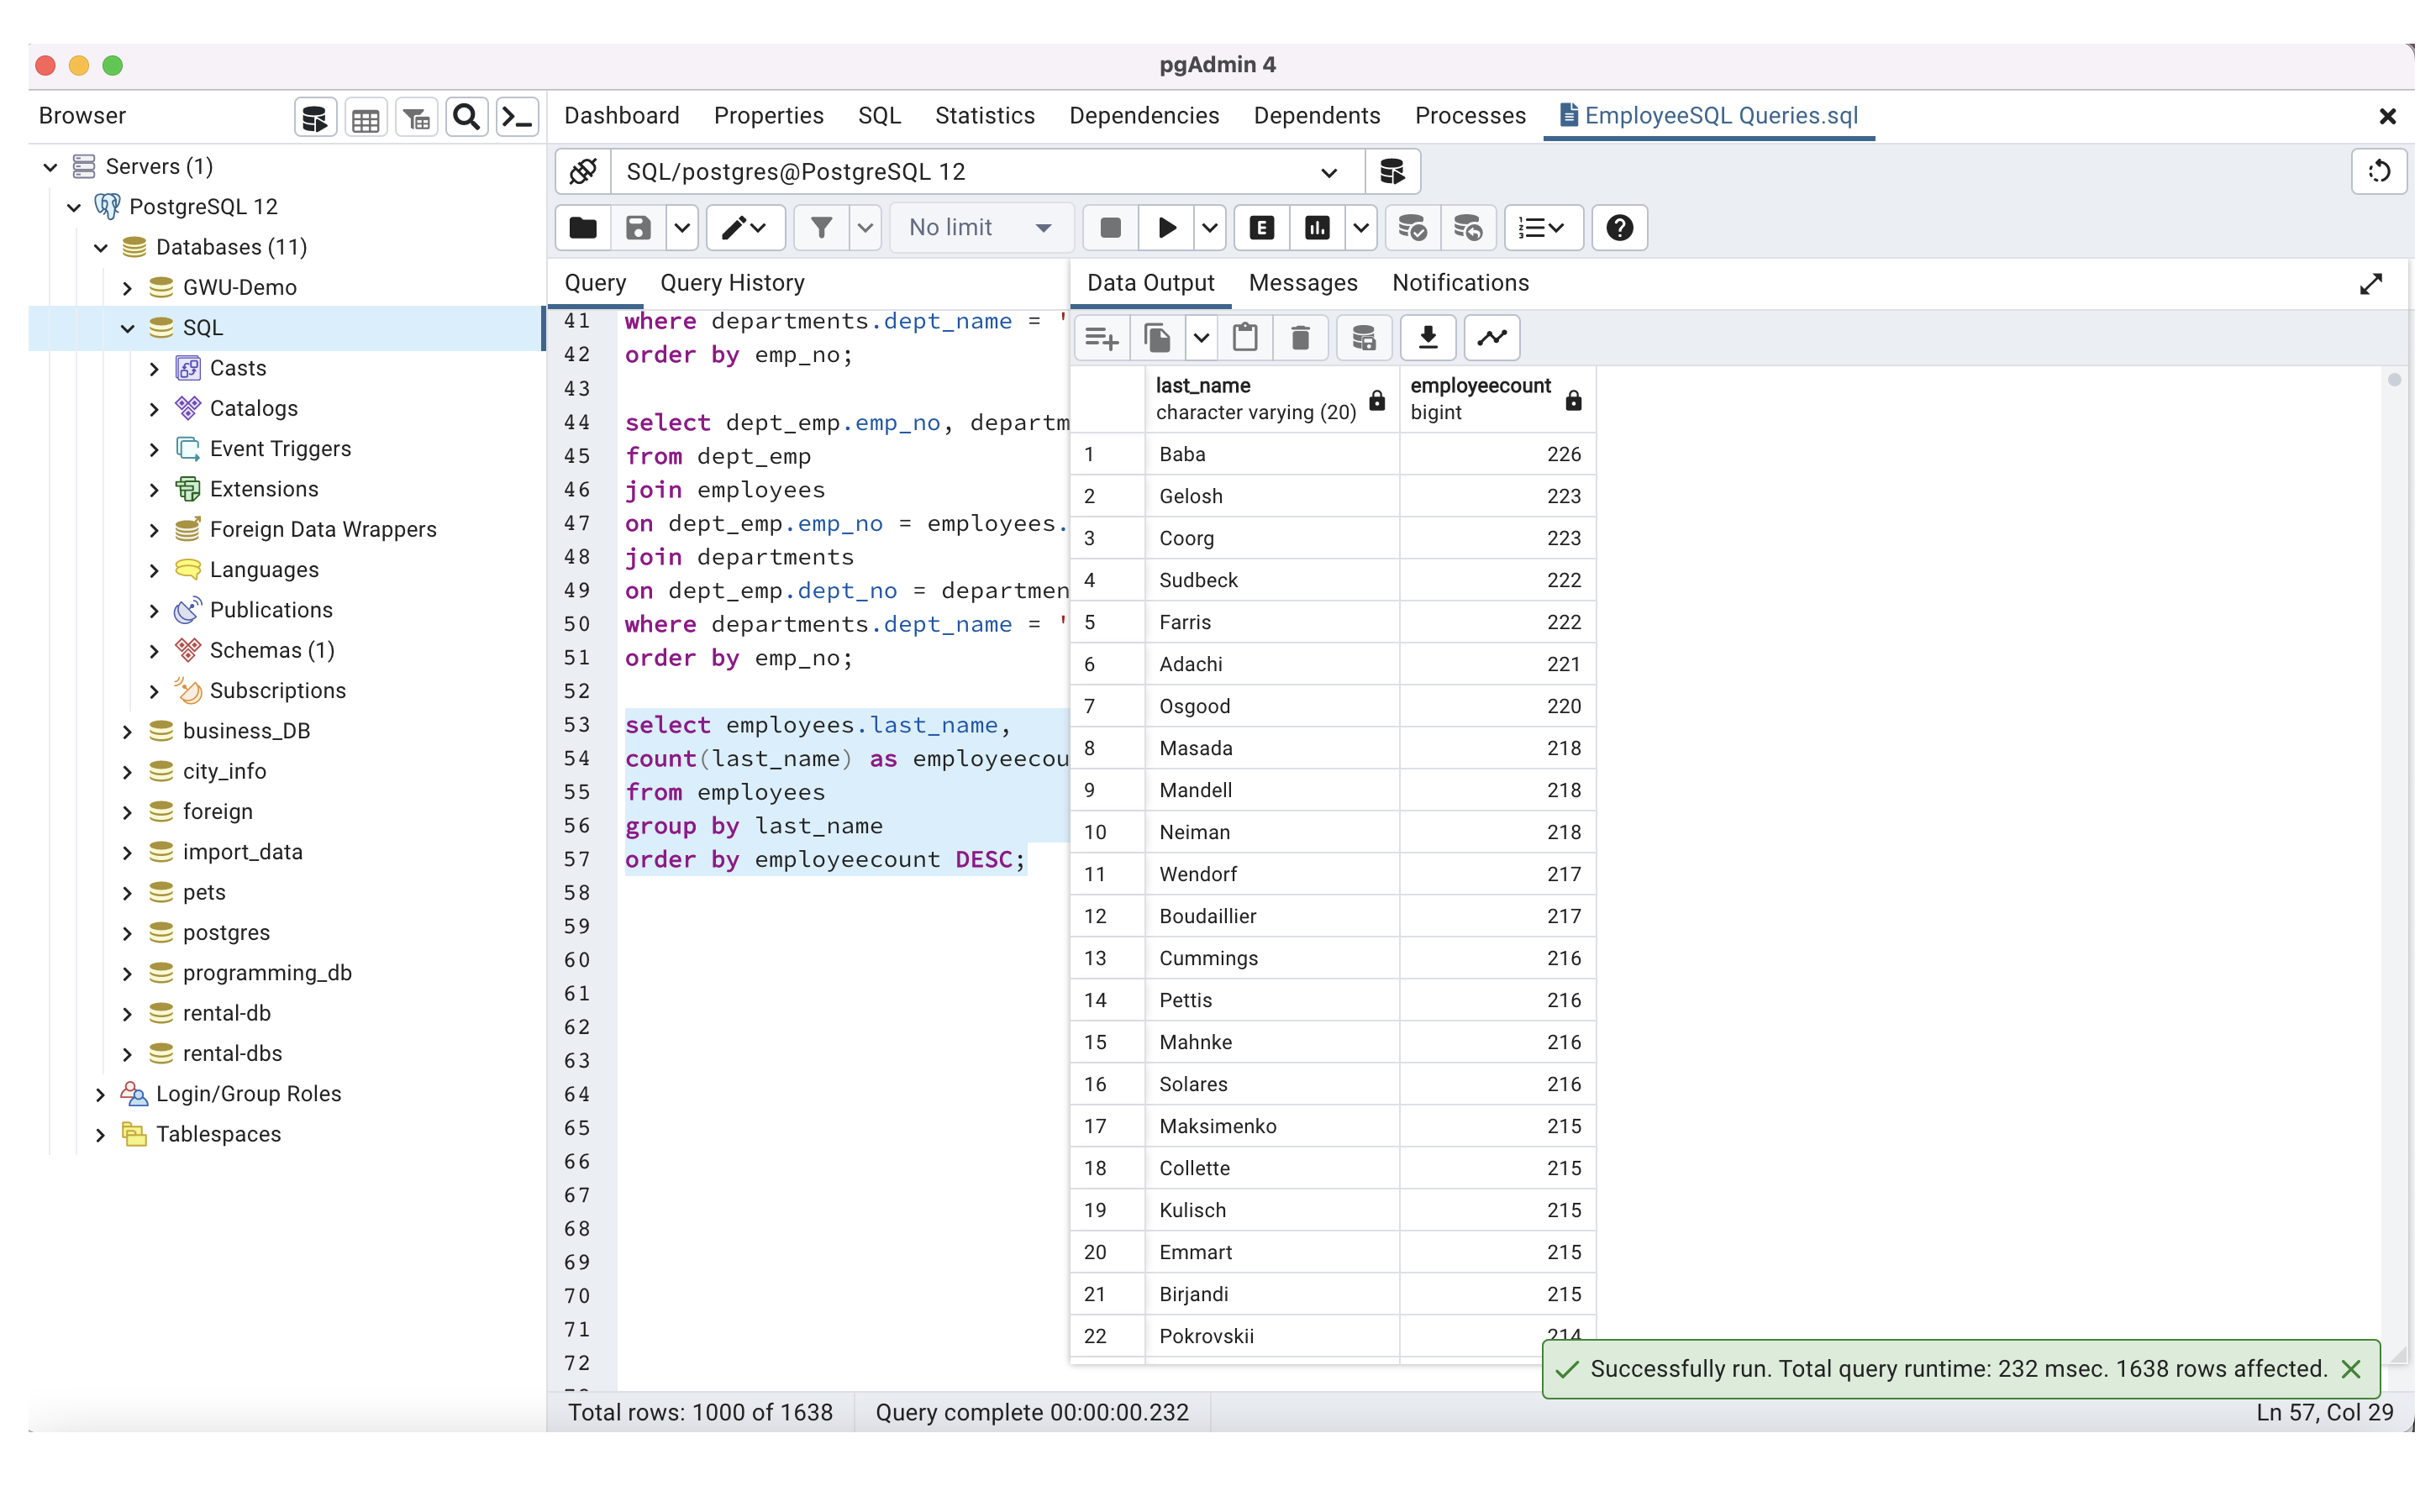 pgAdmin 4
Browser
Dashboard Properties SQL Statistics Dependencies Dependents Processes EmployeeSQL Queries.sql
Servers (1)
PostgreSQL 12
Databases (11)
GWU-Demo
SQL
Casts
Catalogs
Event Triggers
Extensions
Foreign Data Wrappers
Languages
Publications
Schemas (1)
Subscriptions
business_DB
city_info
foreign
import_data
pets
postgres
programming_db
rental-db
rental-dbs
Login/Group Roles
Tablespaces
SQL/postgres@PostgreSQL 12
No limit
E
Query Query History
41 where departments.dept_name = '
42 order by emp_no;
43
44 select dept_emp.emp_no, departm
45 from dept_emp
46 join employees
47 on dept_emp.emp_no = employees.
48 join departments
49 on dept_emp.dept_no = departmen
50 where departments.dept_name = '
51 order by emp_no;
52
53 select employees.last_name,
54 count(last_name) as employeecou
55 from employees
56 group by last_name
57 order by employeecount DESC;
58
59
60
61
62
63
64
65
66
67
68
69
70
71
72
Data Output Messages Notifications
last_name employeecount
character varying (20) bigint
1 Baba 226
2 Gelosh 223
3 Coorg 223
4 Sudbeck 222
5 Farris 222
6 Adachi 221
7 Osgood 220
8 Masada 218
9 Mandell 218
10 Neiman 218
11 Wendorf 217
12 Boudaillier 217
13 Cummings 216
14 Pettis 216
15 Mahnke 216
16 Solares 216
17 Maksimenko 215
18 Collette 215
19 Kulisch 215
20 Emmart 215
21 Birjandi 215
22 Pokrovskii 214
Successfully run. Total query runtime: 232 msec. 1638 rows affected.
Total rows: 1000 of 1638 Query complete 00:00:00.232 Ln 57, Col 29